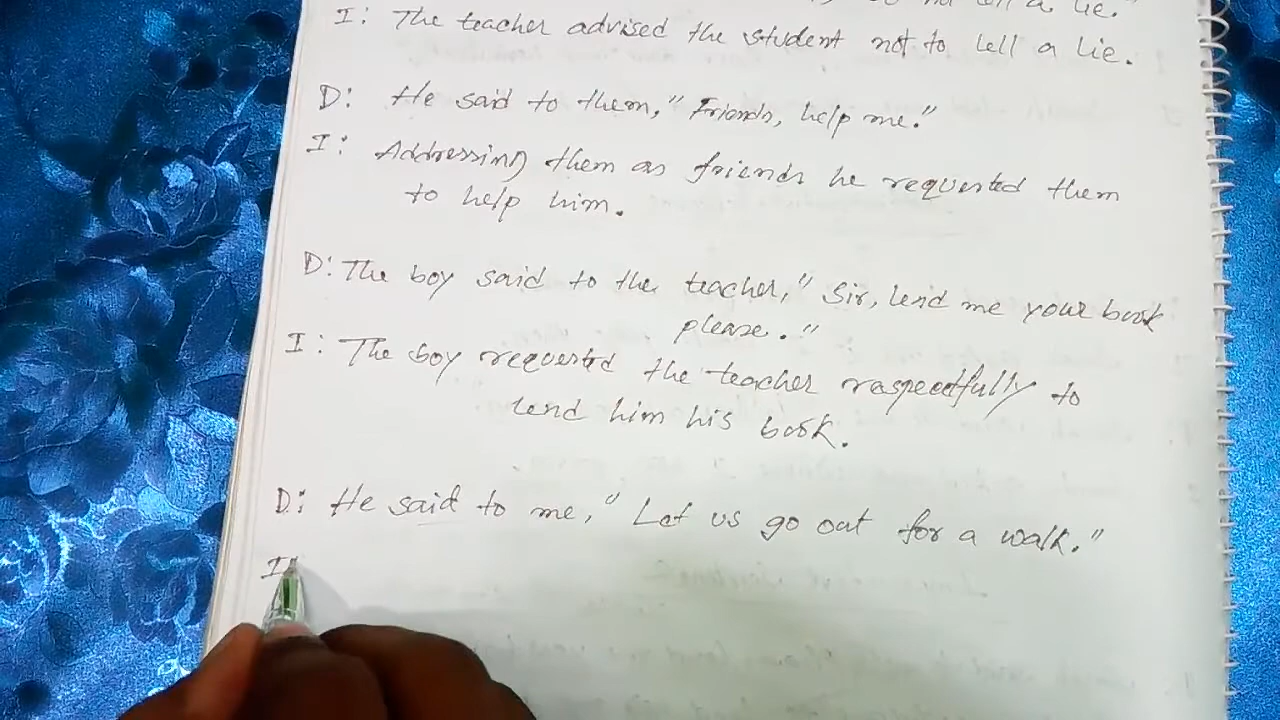 lie."
I: The teacher advised the student not to tell a lie.
D: He said to them, "Friends, help me."
I: Addressing them as friends he requested them
to help him.
D: The boy said to the teacher, "Sir, lend me your book
please."
I: The boy requested the teacher respectfully to
lend him his book.
D: He said to me, "Let us go out for a walk."
I: